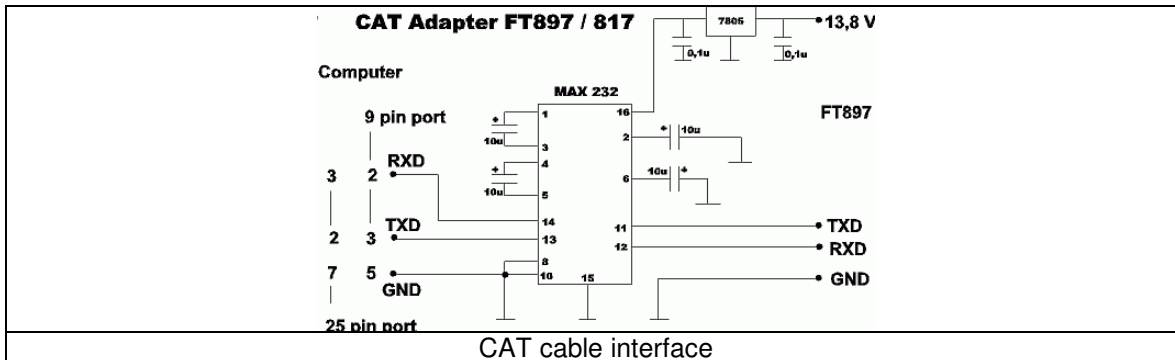 CAT Adapter FT897 / 817
7805
13,8 V
0,1u
0,1u
Computer
MAX 232
9 pin port
FT897
1
16
+
10u
3
2
+ 10u
4
+
10u
5
6
10u +
RXD
3 2
14
11
TXD
TXD
2 3
13
12
RXD
8
7 5
10
15
GND
GND
25 pin port
CAT cable interface